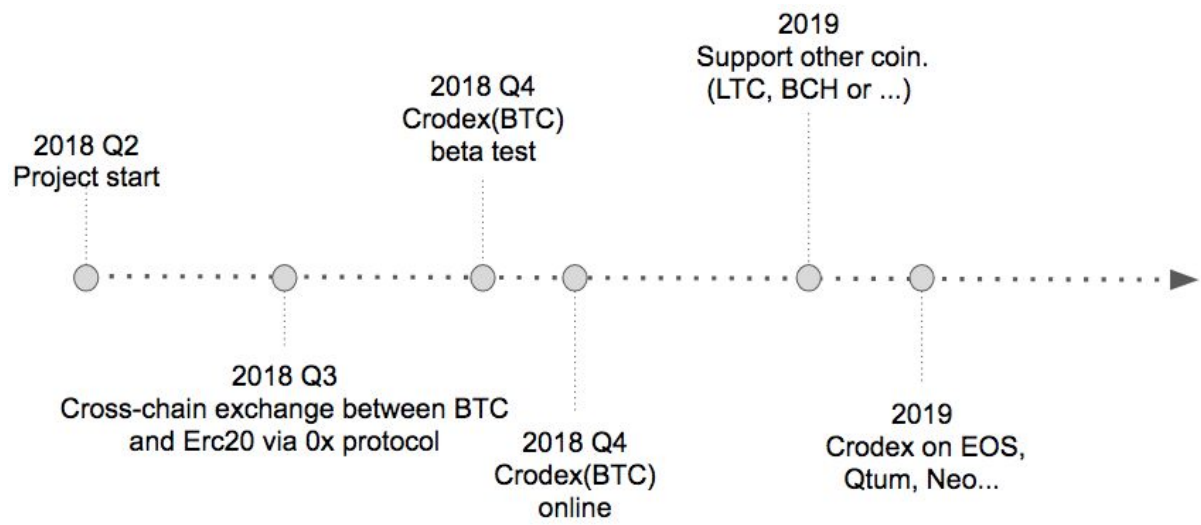 2018 Q2
Project start
2018 Q3
Cross-chain exchange between BTC
and Erc20 via 0x protocol
2018 Q4
Crodex(BTC)
beta test
2018 Q4
Crodex(BTC)
online
2019
Support other coin.
(LTC, BCH or ...)
2019
Crodex on EOS,
Qtum, Neo...